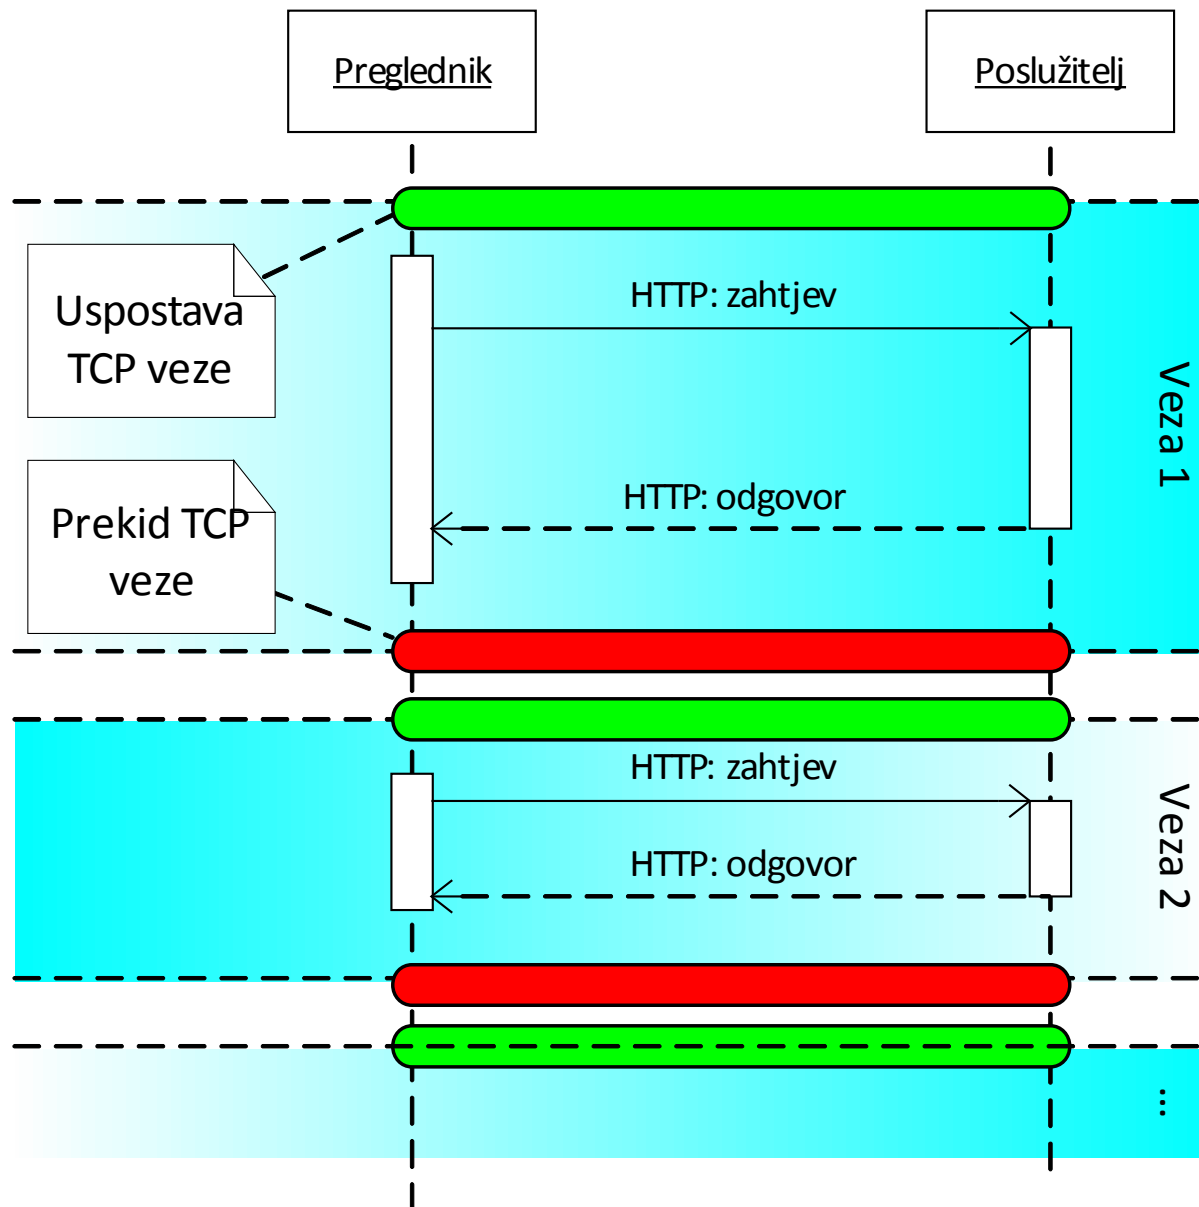 Preglednik
Poslužitelj
Uspostava
TCP veze
HTTP: zahtjev
Veza 1
HTTP: odgovor
Prekid TCP
veze
HTTP: zahtjev
Veza 2
HTTP: odgovor
...